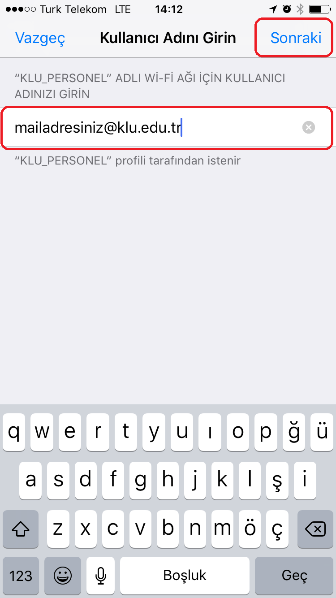 Turk Telekom LTE 14:12
Vazgeç Kullanıcı Adını Girin Sonraki
“KLU_PERSONEL” ADLI Wİ-Fİ AĞI İÇİN KULLANICI
ADINIZI GİRİN
mailadresiniz@klu.edu.tr
“KLU_PERSONEL” profili tarafından istenir
q w e r t y u ı o p ğ ü
a s d f g h j k l ş i
z x c v b n m ö ç
123 Boşluk Geç